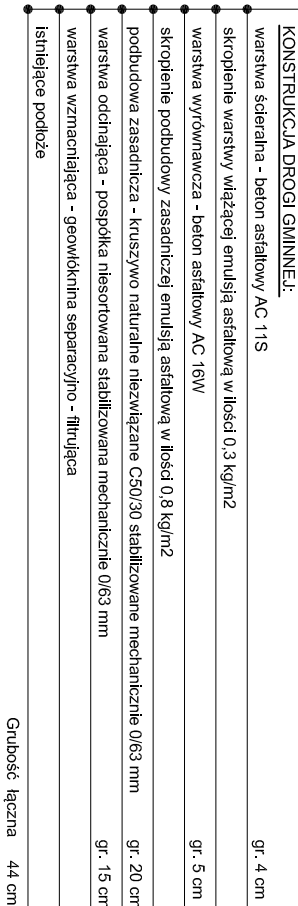 KONSTRUKCJA DROGI GMINNEJ:
warstwa ścieralna - beton asfaltowy AC 11S gr. 4 cm
skropienie warstwy wiążącej emulsją asfaltową w ilości 0,3 kg/m2
warstwa wyrównawcza - beton asfaltowy AC 16W gr. 5 cm
skropienie podbudowy zasadniczej emulsją asfaltową w ilości 0,8 kg/m2
podbudowa zasadnicza - kruszywo naturalne niezwiązane C50/30 stabilizowane mechanicznie 0/63 mm gr. 20 cm
warstwa odcinająca - pospółka niesortowana stabilizowana mechanicznie 0/63 mm gr. 15 cm
warstwa wzmacniająca - geowłóknina separacyjno - filtrująca
istniejące podłoże
Grubość łączna 44 cm